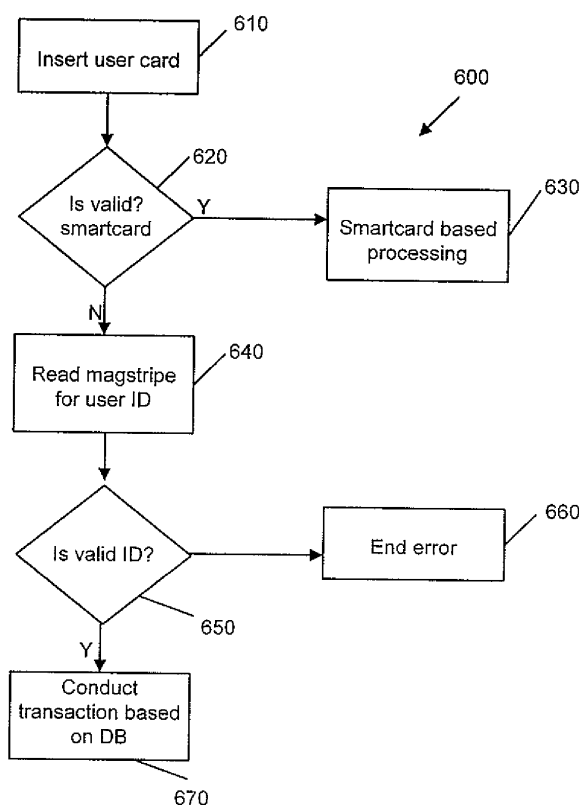 610
Insert user card
600
620
Is valid?
smartcard
Y
630
Smartcard based
processing
N
640
Read magstripe
for user ID
660
Is valid ID?
End error
650
Y
Conduct
transaction based
on DB
670